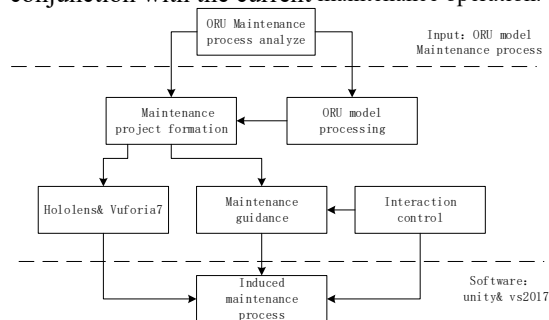 conjunction with the current maintenance operation.
ORU Maintenance
process analyze
Input: ORU model
Maintenance process
Maintenance
project formation
ORU model
processing
Hololens& Vuforia7
Maintenance
guidance
Interaction
control
Software:
unity& vs2017
Induced
maintenance
process